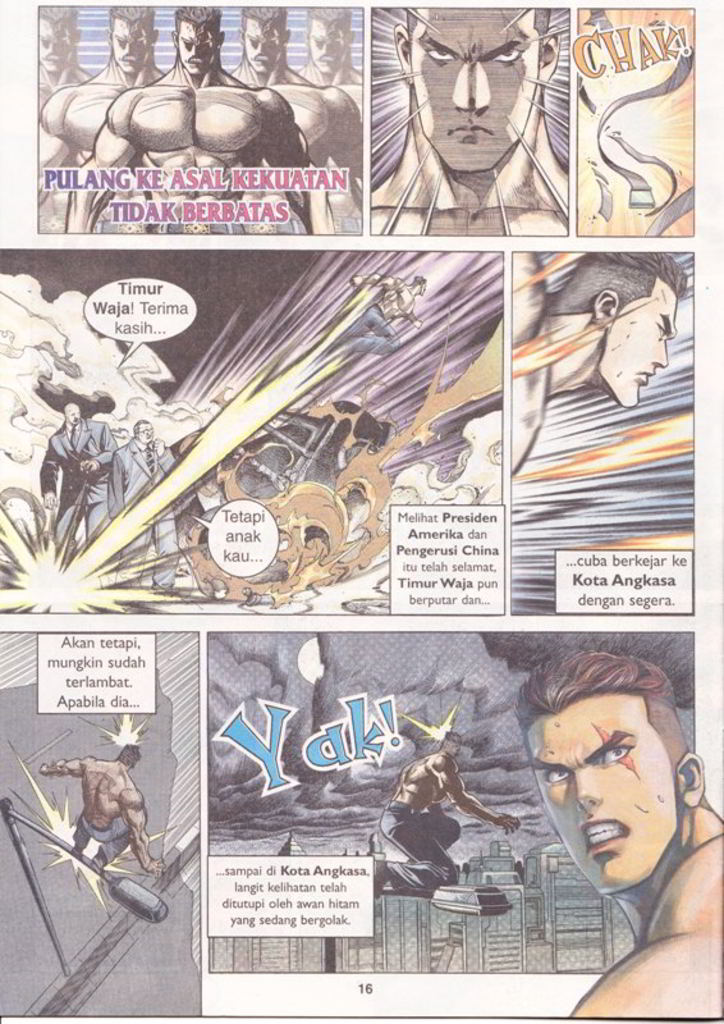 PULANG KE ASAL KEKUATAN
TIDAK BERBATAS
CHAK!
Timur
Waja! Terima
kasih...
Tetapi
anak
kau...
Melihat Presiden
Amerika dan
Pengerusi China
itu telah selamat,
Timur Waja pun
berputar dan...
...cuba berkejar ke
Kota Angkasa
dengan segera.
Akan tetapi,
mungkin sudah
terlambat.
Apabila dia...
Yak!
...sampai di Kota Angkasa,
langit kelihatan telah
ditutupi oleh awan hitam
yang sedang bergolak.
16